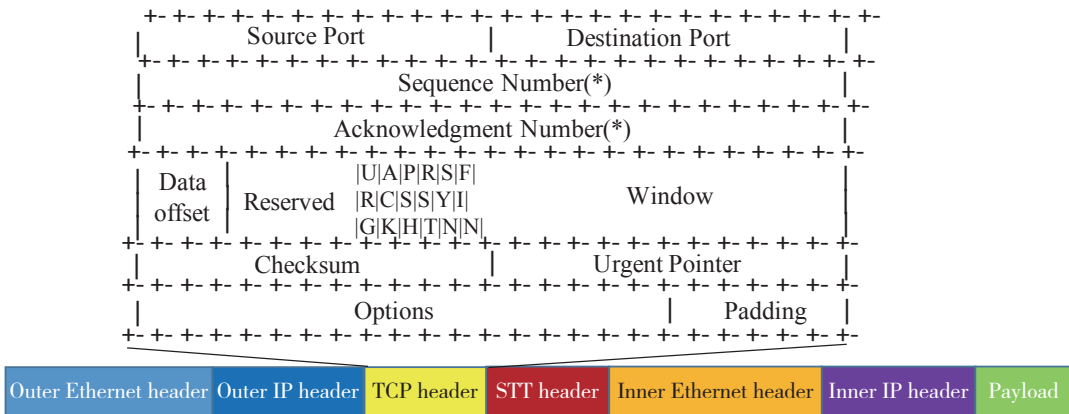 +- +- +- +- +- +- +- +- +- +- +- +- +- +- +- +- +- +- +- +-
| Source Port | Destination Port |
+- +- +- +- +- +- +- +- +- +- +- +- +- +- +- +- +- +- +- +-
| Sequence Number(*) |
+- +- +- +- +- +- +- +- +- +- +- +- +- +- +- +- +- +- +- +-
| Acknowledgment Number(*) |
+- +- +- +- +- +- +- +- +- +- +- +- +- +- +- +- +- +- +- +-
| Data offset | Reserved |U|A|P|R|S|F| Window |
|R|C|S|S|Y|I|
|G|K|H|T|N|N|
+- +- +- +- +- +- +- +- +- +- +- +- +- +- +- +- +- +- +- +-
| Checksum | Urgent Pointer |
+- +- +- +- +- +- +- +- +- +- +- +- +- +- +- +- +- +- +- +-
| Options | Padding |
+- +- +- +- +- +- +- +- +- +- +- +- +- +- +- +- +- +- +- +-
Outer Ethernet header Outer IP header TCP header STT header Inner Ethernet header Inner IP header Payload